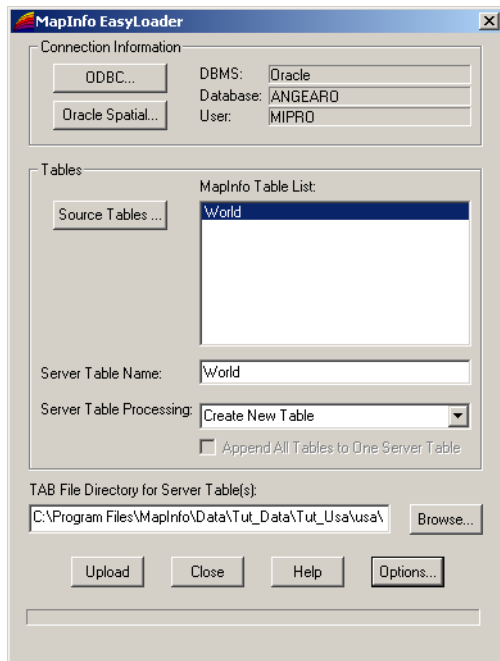 MapInfo EasyLoader
Connection Information
ODBC...
DBMS: Oracle
Database: ANGEARO
Oracle Spatial...
User: MIPRO
Tables
MapInfo Table List:
Source Tables ...
World
Server Table Name: World
Server Table Processing: Create New Table
Append All Tables to One Server Table
TAB File Directory for Server Table(s):
C:\Program Files\MapInfo\Data\Tut_Data\Tut_Usa\usa\ Browse...
Upload Close Help Options...